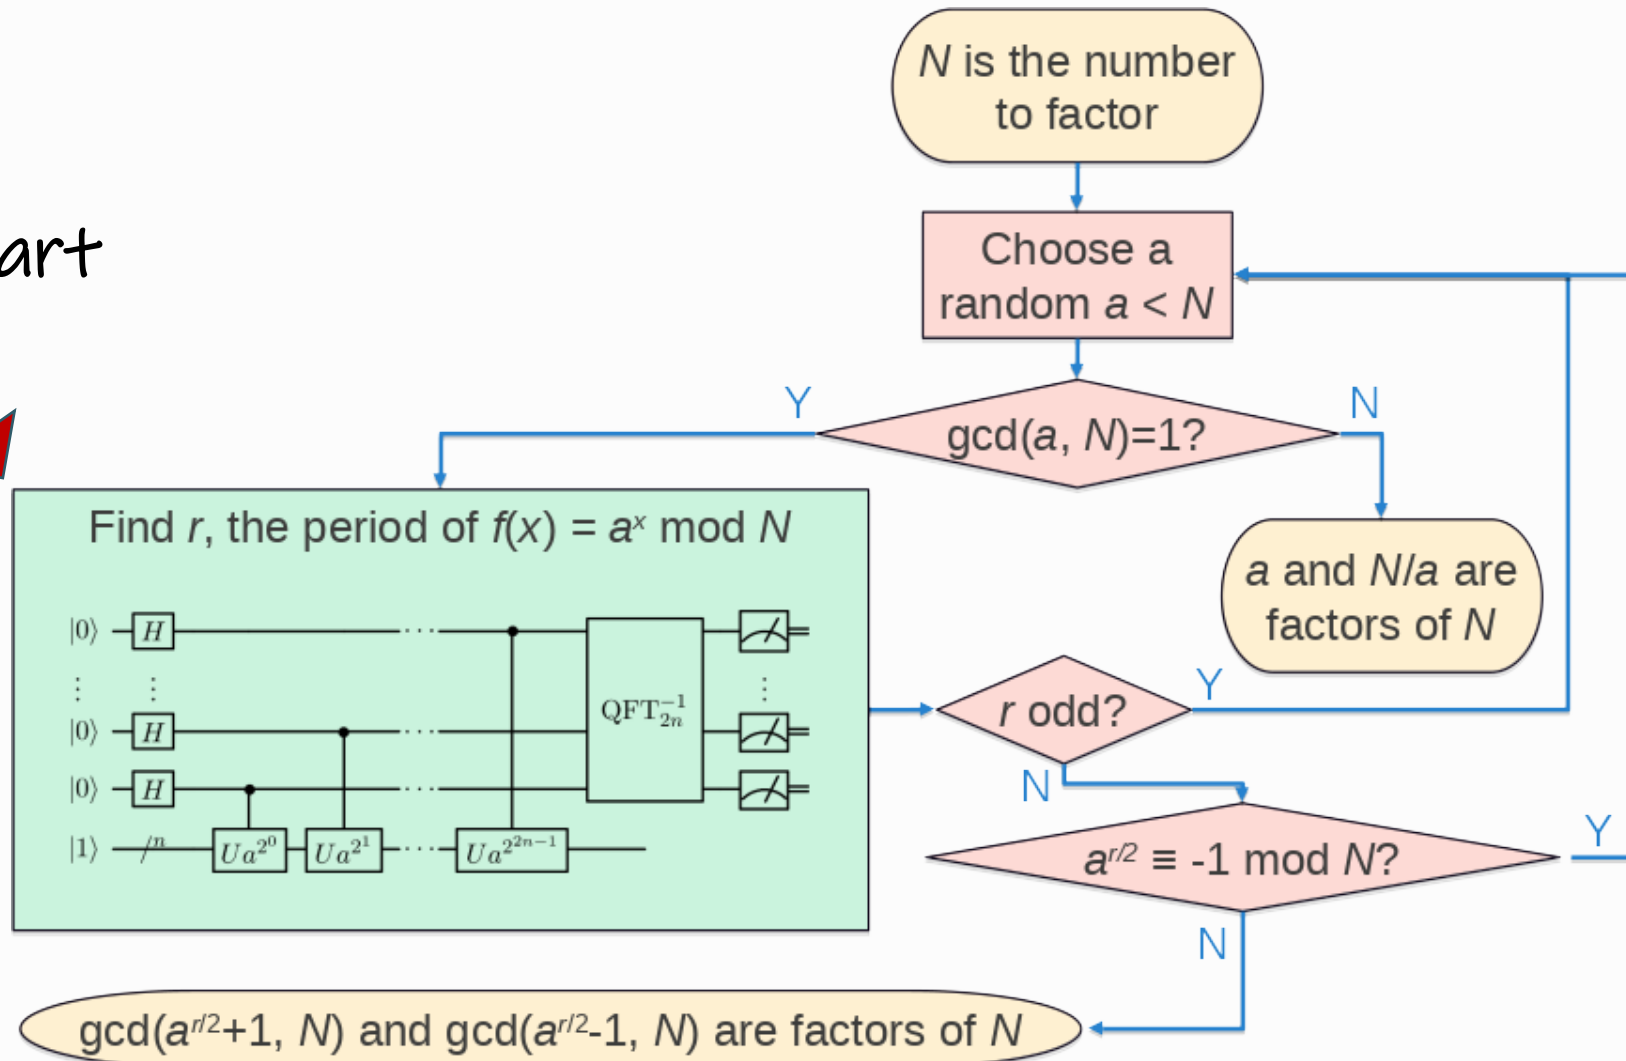 N is the number
to factor
art
Choose a
random a < N
Y
N
gcd(a, N)=1?
Find r, the period of f(x) = aˣ mod N
a and N/a are
factors of N
|0⟩ H ···
⋮ ⋮ ⋮
|0⟩ H ···
|0⟩ H ···
QFT₂ₙ⁻¹
|1⟩ /n Ua^{2^0} Ua^{2^1} ··· Ua^{2^{2n−1}}
r odd?
Y
N
a^{r/2} ≡ -1 mod N?
Y
N
gcd(a^{r/2}+1, N) and gcd(a^{r/2}-1, N) are factors of N